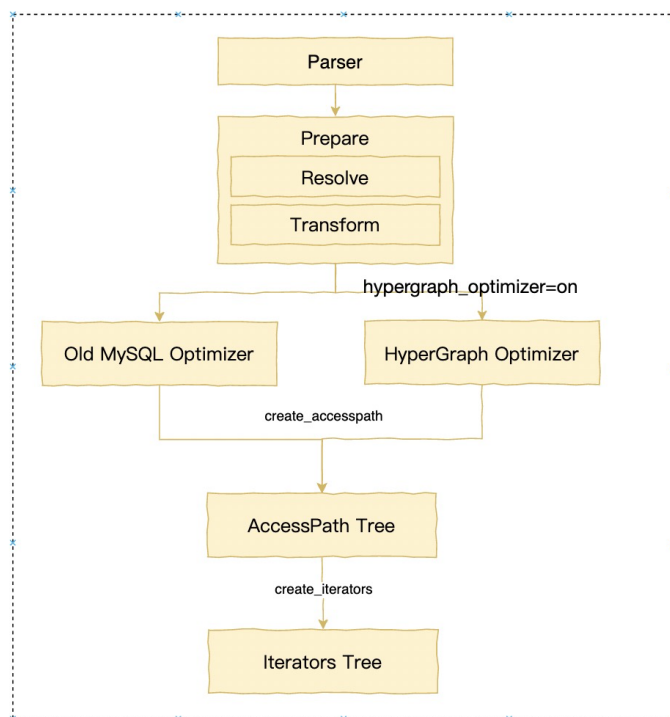 Parser
Prepare
Resolve
Transform
hypergraph_optimizer=on
Old MySQL Optimizer
HyperGraph Optimizer
create_accesspath
AccessPath Tree
create_iterators
Iterators Tree